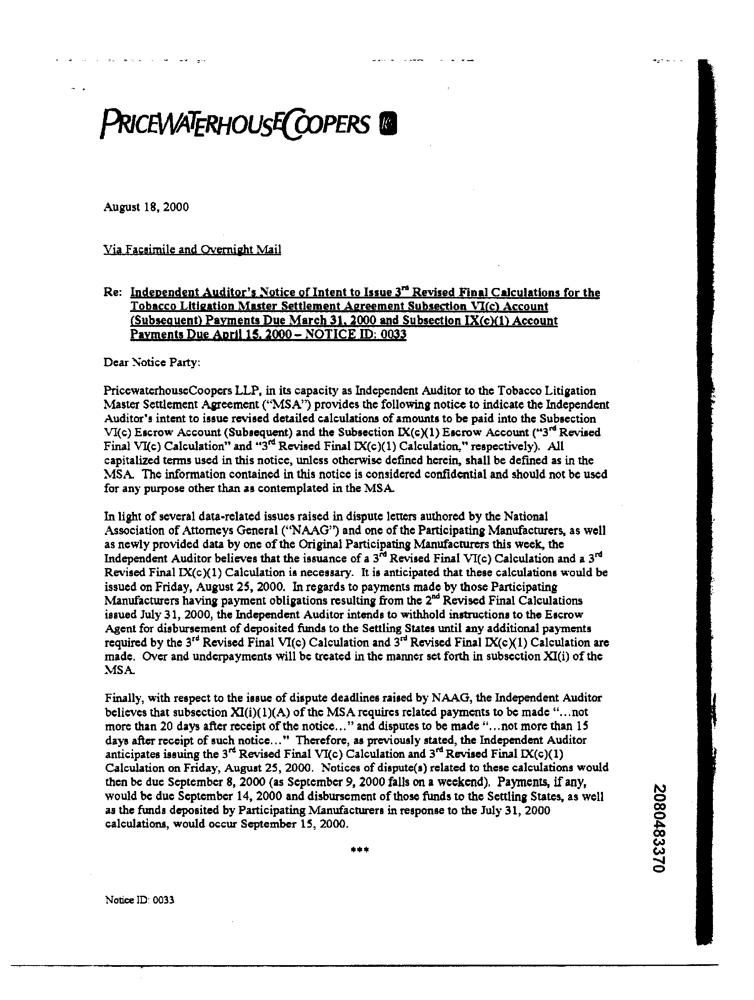 PRICEWATERHOUSECOOPERS
August 18, 2000
Via Facsimile and Overnight Mail
Re: Independent Auditor's Notice of Intent to Issue 3rd Revised Final Calculations for the
Tobacco Litigation Master Settlement Agreement Subsection VI(c) Account
(Subsequent) Payments Due March 31, 2000 and Subsection IX(c)(1) Account
Payments Due April 15, 2000 – NOTICE ID: 0033
Dear Notice Party:
PricewaterhouseCoopers LLP, in its capacity as Independent Auditor to the Tobacco Litigation
Master Settlement Agreement ("MSA") provides the following notice to indicate the Independent
Auditor's intent to issue revised detailed calculations of amounts to be paid into the Subsection
VI(c) Escrow Account (Subsequent) and the Subsection IX(c)(1) Escrow Account ("3rd Revised
Final VI(c) Calculation" and "3rd Revised Final IX(c)(1) Calculation," respectively). All
capitalized terms used in this notice, unless otherwise defined herein, shall be defined as in the
MSA. The information contained in this notice is considered confidential and should not be used
for any purpose other than as contemplated in the MSA.
In light of several data-related issues raised in dispute letters authored by the National
Association of Attorneys General ("NAAG") and one of the Participating Manufacturers, as well
as newly provided data by one of the Original Participating Manufacturers this week, the
Independent Auditor believes that the issuance of a 3rd Revised Final VI(c) Calculation and a 3rd
Revised Final IX(c)(1) Calculation is necessary. It is anticipated that these calculations would be
issued on Friday, August 25, 2000. In regards to payments made by those Participating
Manufacturers having payment obligations resulting from the 2nd Revised Final Calculations
issued July 31, 2000, the Independent Auditor intends to withhold instructions to the Escrow
Agent for disbursement of deposited funds to the Settling States until any additional payments
required by the 3rd Revised Final VI(c) Calculation and 3rd Revised Final IX(c)(1) Calculation are
made. Over and underpayments will be treated in the manner set forth in subsection XI(i) of the
MSA.
Finally, with respect to the issue of dispute deadlines raised by NAAG, the Independent Auditor
believes that subsection XI(i)(1)(A) of the MSA requires related payments to be made "...not
more than 20 days after receipt of the notice..." and disputes to be made "...not more than 15
days after receipt of such notice..." Therefore, as previously stated, the Independent Auditor
anticipates issuing the 3rd Revised Final VI(c) Calculation and 3rd Revised Final IX(c)(1)
Calculation on Friday, August 25, 2000. Notices of dispute(s) related to these calculations would
then be due September 8, 2000 (as September 9, 2000 falls on a weekend). Payments, if any,
would be due September 14, 2000 and disbursement of those funds to the Settling States, as well
as the funds deposited by Participating Manufacturers in response to the July 31, 2000
calculations, would occur September 15, 2000.
***
Notice ID: 0033
2080483370